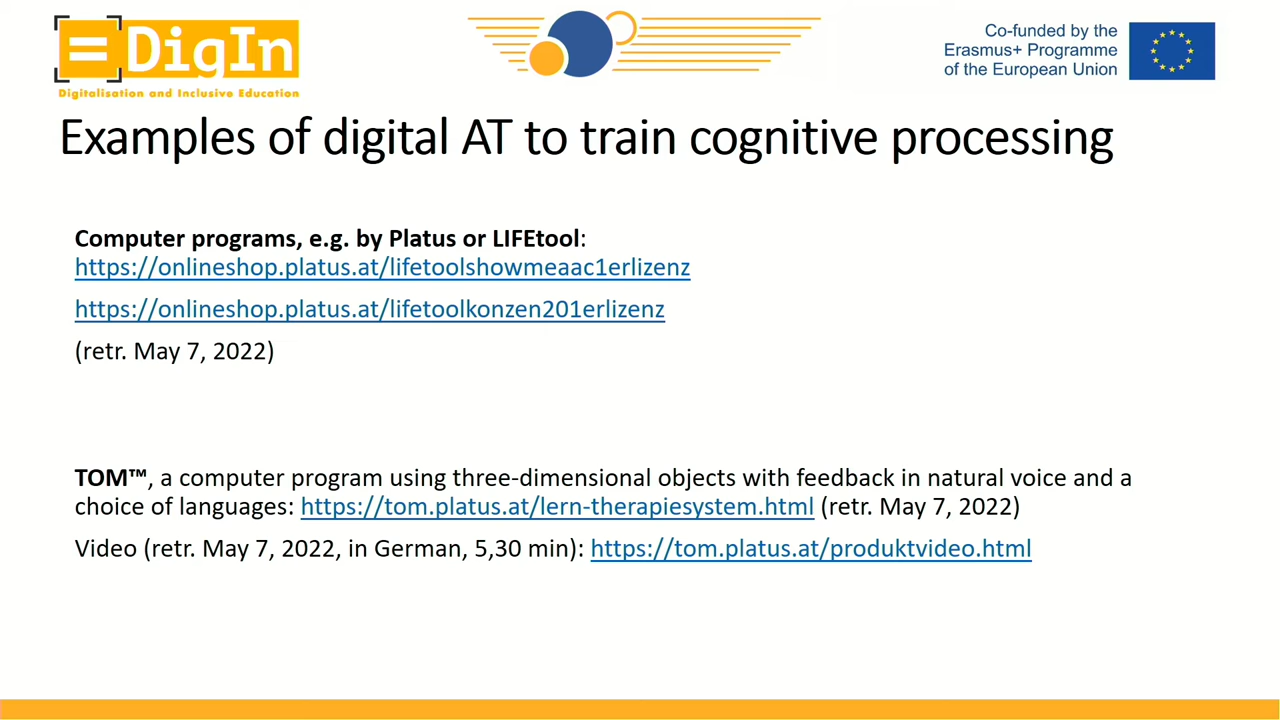 =DigIn
Digitalisation and Inclusive Education
Co-funded by the
Erasmus+ Programme
of the European Union
Examples of digital AT to train cognitive processing
Computer programs, e.g. by Platus or LIFEtool:
https://onlineshop.platus.at/lifetoolshowmeaac1erlizenz
https://onlineshop.platus.at/lifetoolkonzen201erlizenz
(retr. May 7, 2022)
TOM™, a computer program using three-dimensional objects with feedback in natural voice and a
choice of languages: https://tom.platus.at/lern-therapiesystem.html (retr. May 7, 2022)
Video (retr. May 7, 2022, in German, 5,30 min): https://tom.platus.at/produktvideo.html